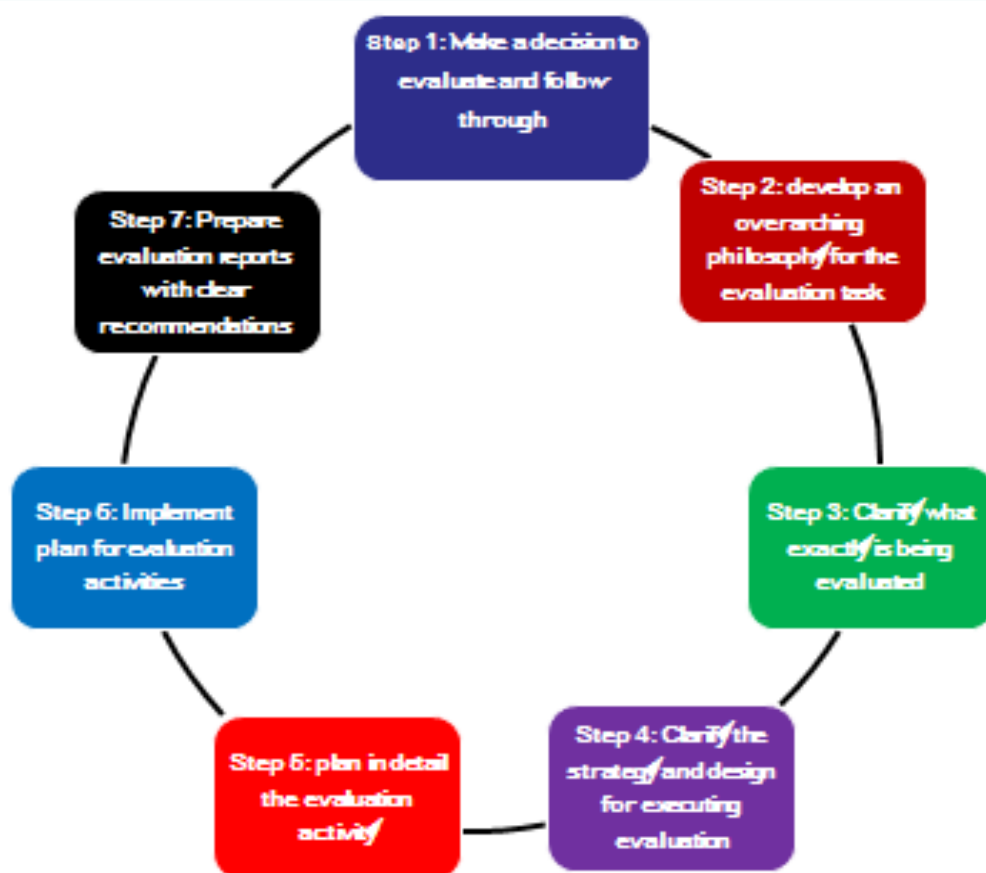 Step 1: Make a decision to
evaluate and follow
through
Step 2: develop an
overarching
philosophy for the
evaluation task
Step 3: Clarify what
exactly is being
evaluated
Step 4: Clarify the
strategy and design
for executing
evaluation
Step 5: plan in detail
the evaluation
activity
Step 6: Implement
plan for evaluation
activities
Step 7: Prepare
evaluation reports
with clear
recommendations